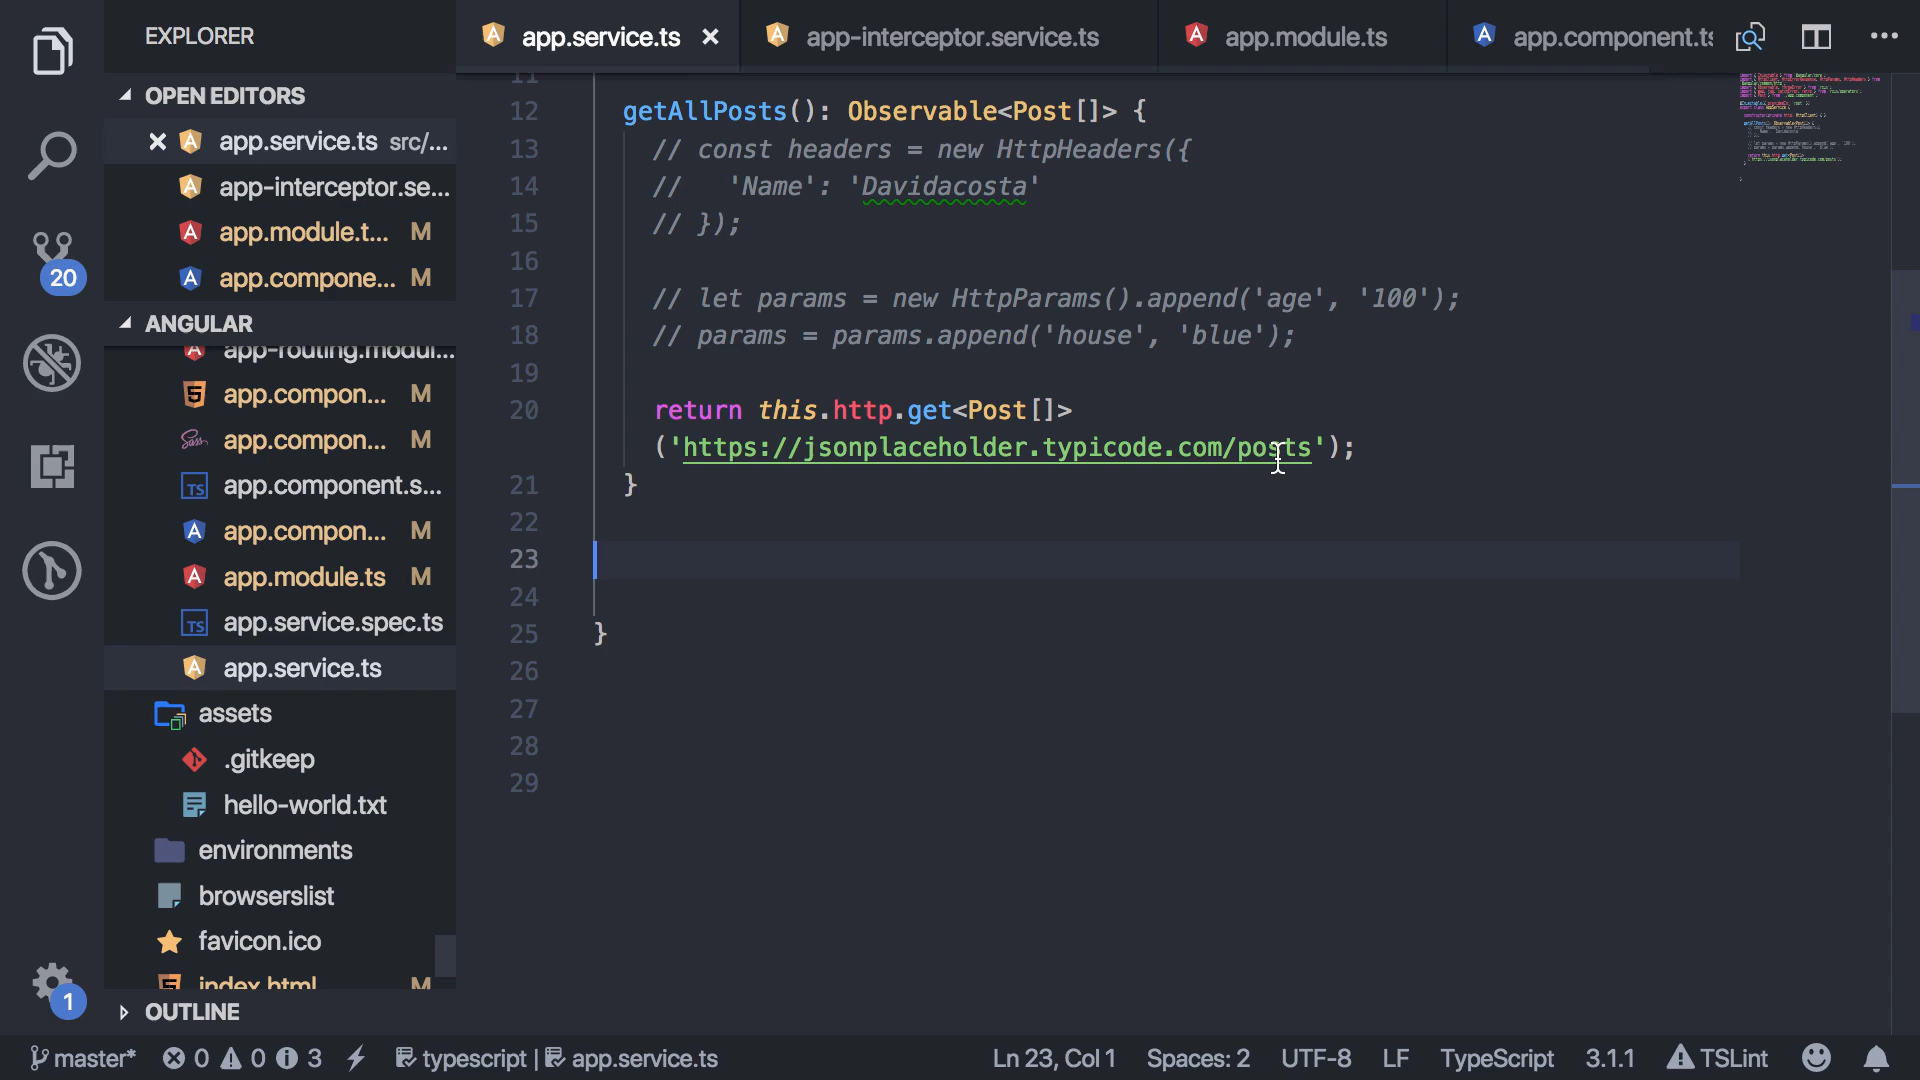 EXPLORER
app.service.ts
app-interceptor.service.ts
app.module.ts
app.component.ts
OPEN EDITORS
app.service.ts src/...
app-interceptor.se...
app.module.t... M
app.compone... M
ANGULAR
app-routing.modul...
app.compon... M
app.compon... M
app.component.s...
app.compon... M
app.module.ts M
app.service.spec.ts
app.service.ts
assets
.gitkeep
hello-world.txt
environments
browserslist
favicon.ico
index.html M
OUTLINE
20
1
11
12 getAllPosts(): Observable<Post[]> {
13 // const headers = new HttpHeaders({
14 //   'Name': 'Davidacosta'
15 // });
16
17 // let params = new HttpParams().append('age', '100');
18 // params = params.append('house', 'blue');
19
20 return this.http.get<Post[]>
('https://jsonplaceholder.typicode.com/posts');
21 }
22
23
24
25 }
26
27
28
29
master* 0 0 3 typescript | app.service.ts Ln 23, Col 1 Spaces: 2 UTF-8 LF TypeScript 3.1.1 TSLint